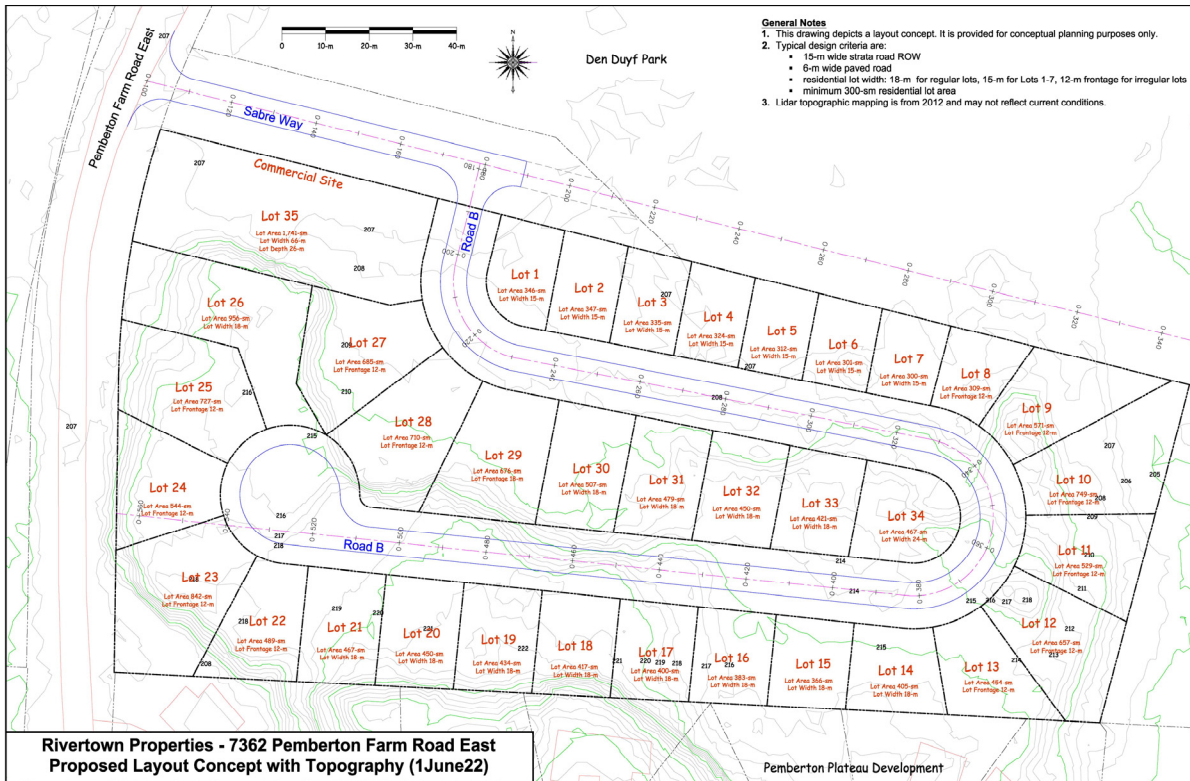 General Notes
1. This drawing depicts a layout concept. It is provided for conceptual planning purposes only.
2. Typical design criteria are:
▪ 15-m wide strata road ROW
▪ 6-m wide paved road
▪ residential lot width: 18-m for regular lots, 15-m for Lots 1-7, 12-m frontage for irregular lots
▪ minimum 300-sm residential lot area
3. Lidar topographic mapping is from 2012 and may not reflect current conditions.
0 10-m 20-m 30-m 40-m
N
Den Duyf Park
Pemberton Farm Road East
Sabre Way
Commercial Site
Road B
Lot 35
Lot Area 1,741-sm
Lot Width 66-m
Lot Depth 26-m
Lot 1
Lot Area 346-sm
Lot Width 15-m
Lot 2
Lot Area 347-sm
Lot Width 15-m
Lot 3
Lot Area 335-sm
Lot Width 18-m
Lot 4
Lot Area 324-sm
Lot Width 15-m
Lot 5
Lot Area 312-sm
Lot Width 15-m
Lot 6
Lot Area 301-sm
Lot Width 15-m
Lot 7
Lot Area 300-sm
Lot Width 15-m
Lot 8
Lot Area 309-sm
Lot Frontage 12-m
Lot 9
Lot Area 571-sm
Lot Frontage 12-m
Lot 10
Lot Area 749-sm
Lot Frontage 12-m
Lot 11
Lot Area 529-sm
Lot Frontage 12-m
Lot 12
Lot Area 657-sm
Lot Frontage 12-m
Lot 13
Lot Area 484-sm
Lot Frontage 12-m
Lot 14
Lot Area 405-sm
Lot Width 18-m
Lot 15
Lot Area 366-sm
Lot Width 18-m
Lot 16
Lot Area 383-sm
Lot Width 18-m
Lot 17
Lot Area 400-sm
Lot Width 18-m
Lot 18
Lot Area 417-sm
Lot Width 18-m
Lot 19
Lot Area 434-sm
Lot Width 18-m
Lot 20
Lot Area 450-sm
Lot Width 18-m
Lot 21
Lot Area 467-sm
Lot Width 18-m
Lot 22
Lot Area 489-sm
Lot Frontage 12-m
Lot 23
Lot Area 842-sm
Lot Frontage 12-m
Lot 24
Lot Area 544-sm
Lot Frontage 12-m
Lot 25
Lot Area 727-sm
Lot Frontage 12-m
Lot 26
Lot Area 956-sm
Lot Width 18-m
Lot 27
Lot Area 685-sm
Lot Frontage 12-m
Lot 28
Lot Area 710-sm
Lot Frontage 12-m
Lot 29
Lot Area 676-sm
Lot Frontage 18-m
Lot 30
Lot Area 507-sm
Lot Width 18-m
Lot 31
Lot Area 479-sm
Lot Width 18-m
Lot 32
Lot Area 450-sm
Lot Width 18-m
Lot 33
Lot Area 421-sm
Lot Width 18-m
Lot 34
Lot Area 467-sm
Lot Width 24-m
Road B
Pemberton Plateau Development
Rivertown Properties - 7362 Pemberton Farm Road East
Proposed Layout Concept with Topography (1June22)